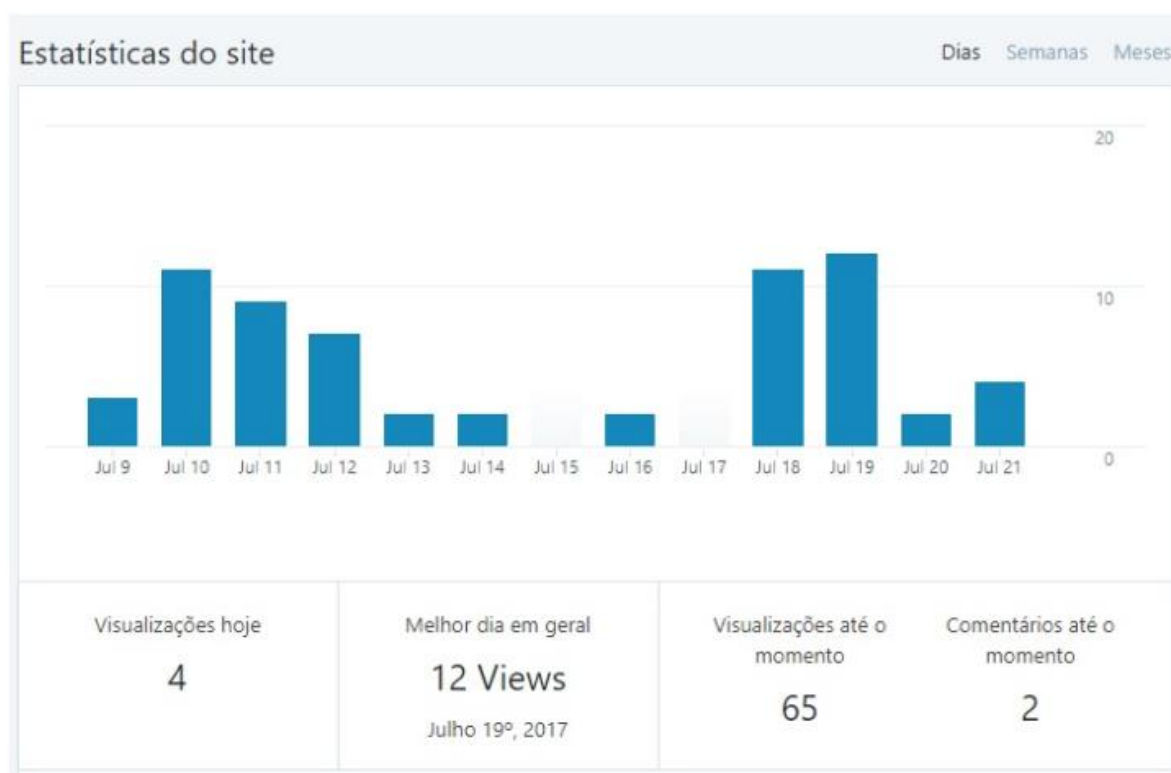 Estatísticas do site
Dias Semanas Meses
20
10
0
Jul 9 Jul 10 Jul 11 Jul 12 Jul 13 Jul 14 Jul 15 Jul 16 Jul 17 Jul 18 Jul 19 Jul 20 Jul 21
Visualizações hoje
4
Melhor dia em geral
12 Views
Julho 19º, 2017
Visualizações até o
momento
65
Comentários até o
momento
2